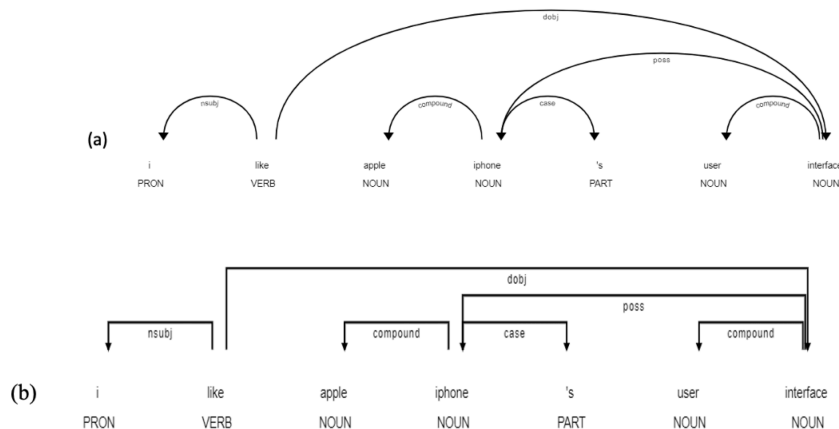 dobj
poss
nsubj compound case compound
(a)
i like apple iphone 's user interface
PRON VERB NOUN NOUN PART NOUN NOUN
dobj
poss
nsubj compound case compound
(b) i like apple iphone 's user interface
PRON VERB NOUN NOUN PART NOUN NOUN